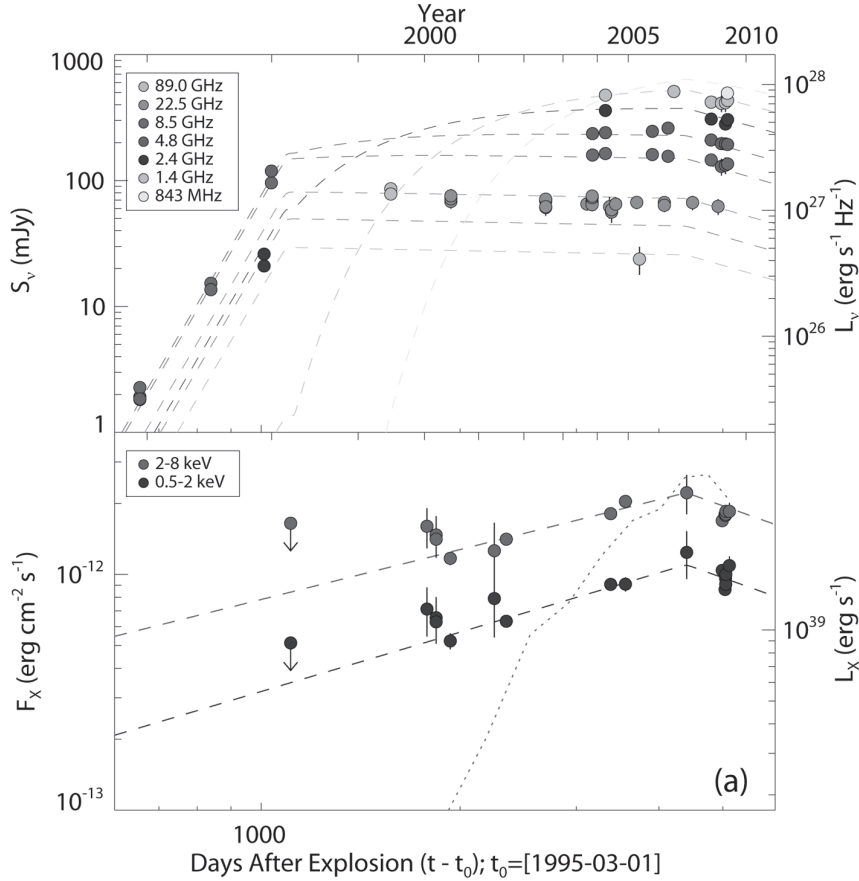 Year
2000 2005 2010
1000
100
10
1
S_ν (mJy)
89.0 GHz
22.5 GHz
8.5 GHz
4.8 GHz
2.4 GHz
1.4 GHz
843 MHz
10^28
10^27
10^26
L_ν (erg s^-1 Hz^-1)
2-8 keV
0.5-2 keV
10^-12
10^-13
F_X (erg cm^-2 s^-1)
10^39
L_X (erg s^-1)
(a)
1000
Days After Explosion (t - t_0); t_0=[1995-03-01]